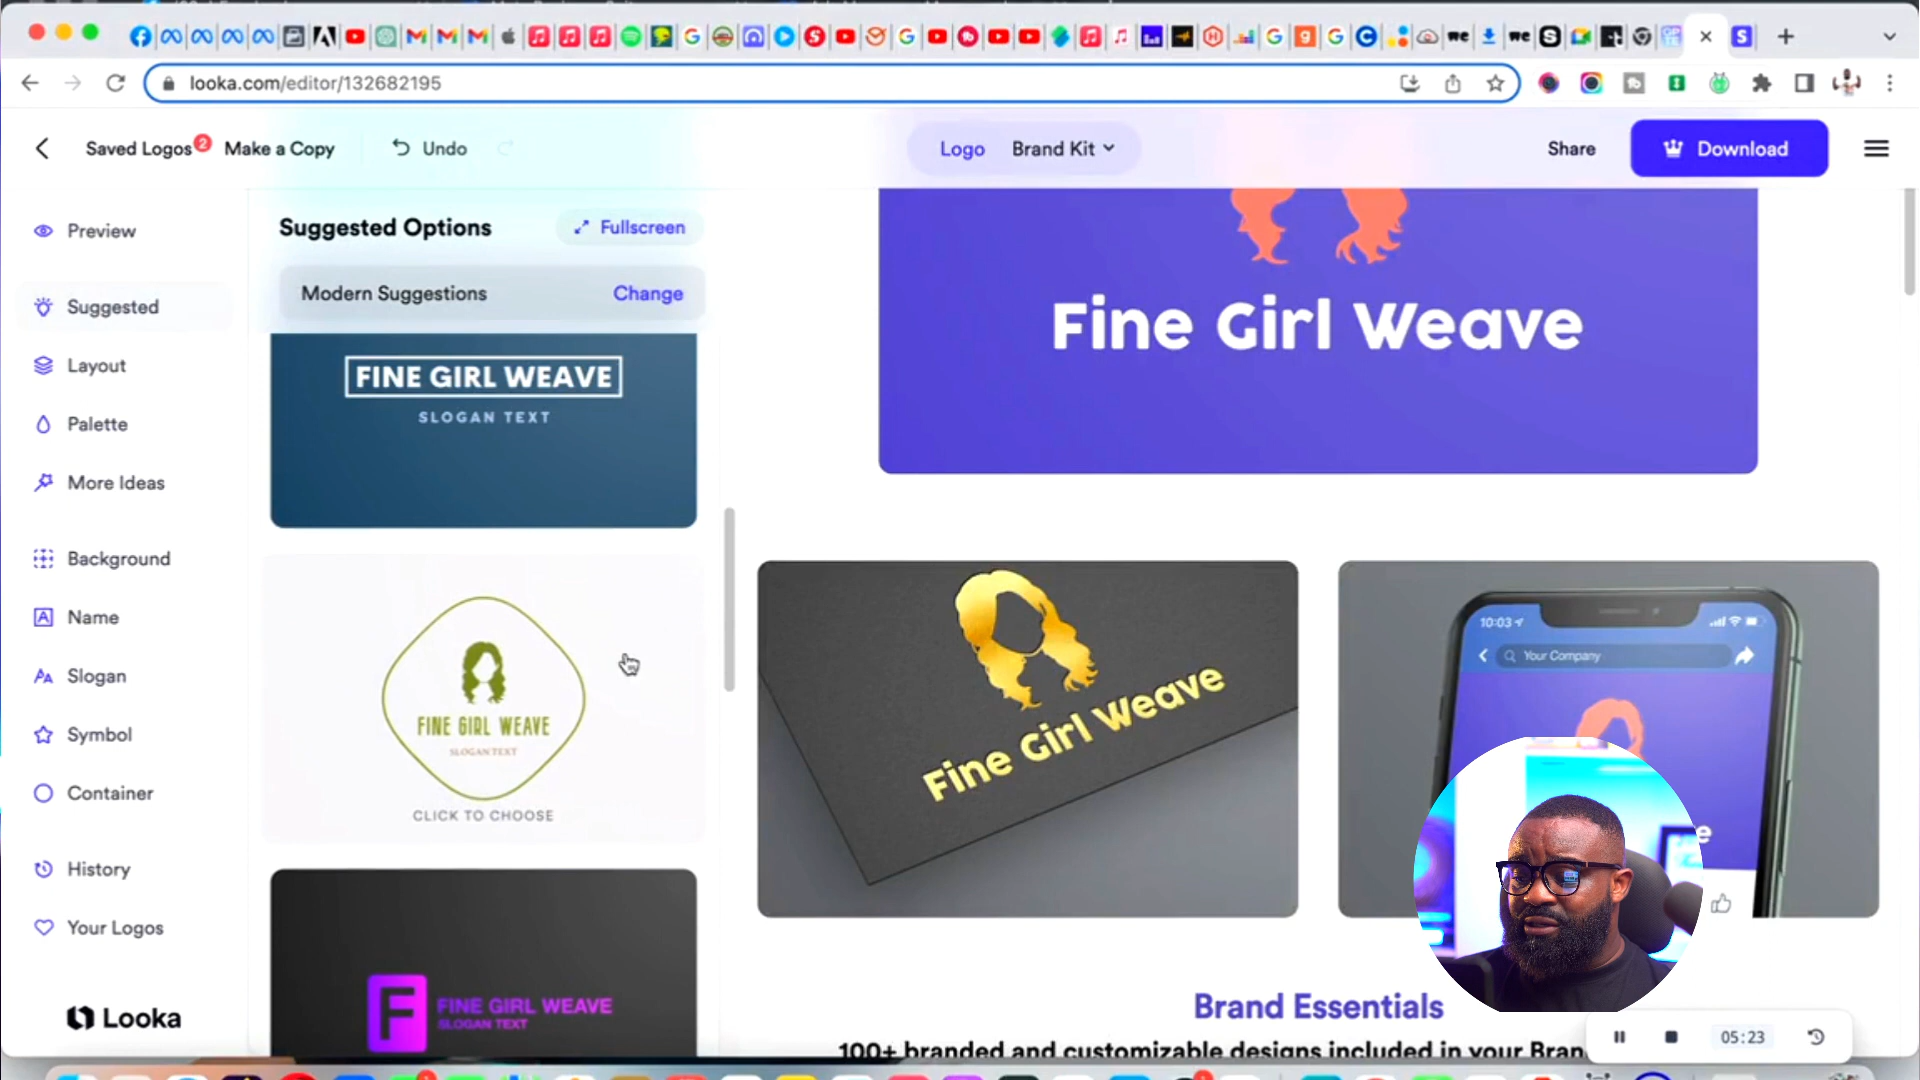 looka.com/editor/132682195
Saved Logos 2
Make a Copy
Undo
Logo
Brand Kit
Share
Download
Preview
Suggested
Layout
Palette
More Ideas
Background
Name
Slogan
Symbol
Container
History
Your Logos
Looka
Suggested Options
Fullscreen
Modern Suggestions
Change
FINE GIRL WEAVE
SLOGAN TEXT
FINE GIRL WEAVE
SLOGAN TEXT
CLICK TO CHOOSE
F
FINE GIRL WEAVE
SLOGAN TEXT
Fine Girl Weave
Fine Girl Weave
10:03
Your Company
e
Brand Essentials
100+ branded and customizable designs included in your Bran
05:23